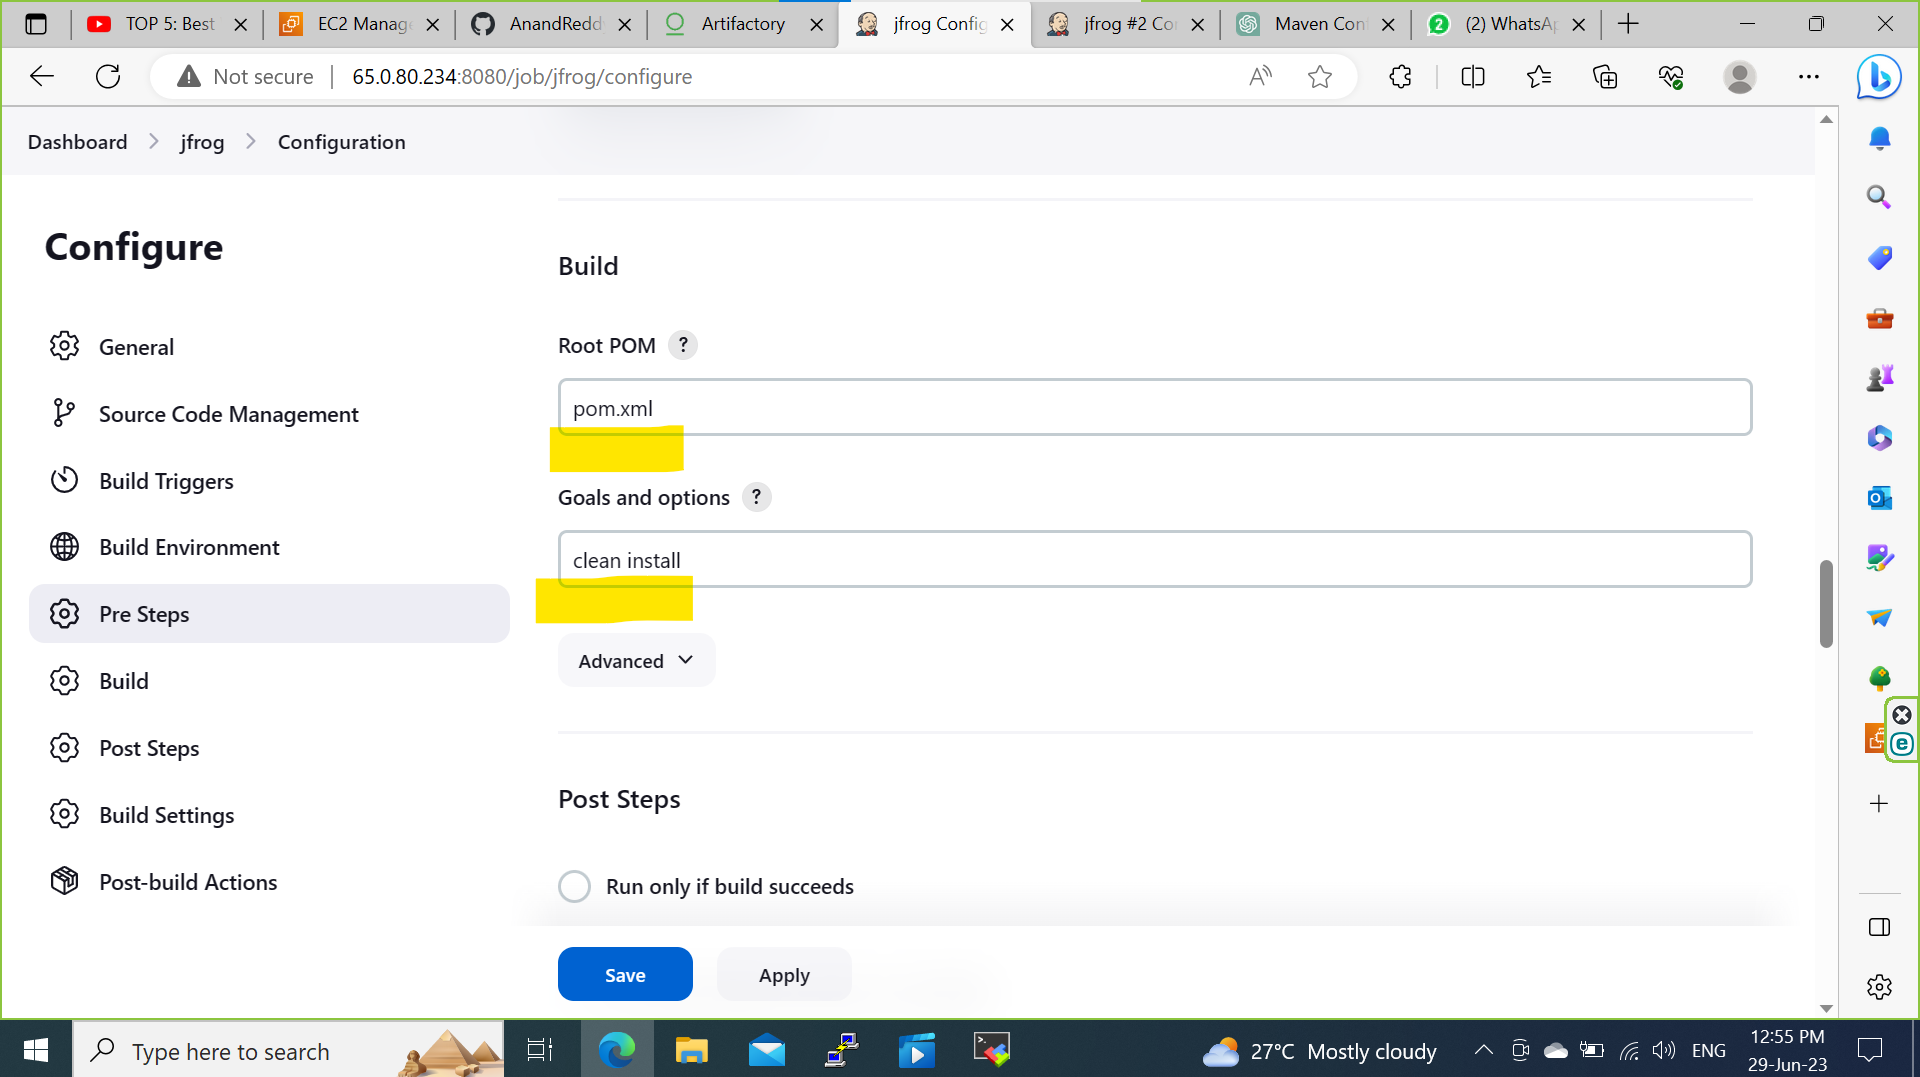 TOP 5: Best
EC2 Manage
AnandReddy
Artifactory
jfrog Config
jfrog #2 Co
Maven Con
2
(2) WhatsAp
Not secure
65.0.80.234:8080/job/jfrog/configure
Dashboard
jfrog
Configuration
Configure
General
Source Code Management
Build Triggers
Build Environment
Pre Steps
Build
Post Steps
Build Settings
Post-build Actions
Build
Root POM ?
pom.xml
Goals and options ?
clean install
Advanced
Post Steps
Run only if build succeeds
Save
Apply
Type here to search
27°C Mostly cloudy
ENG
12:55 PM
29-Jun-23